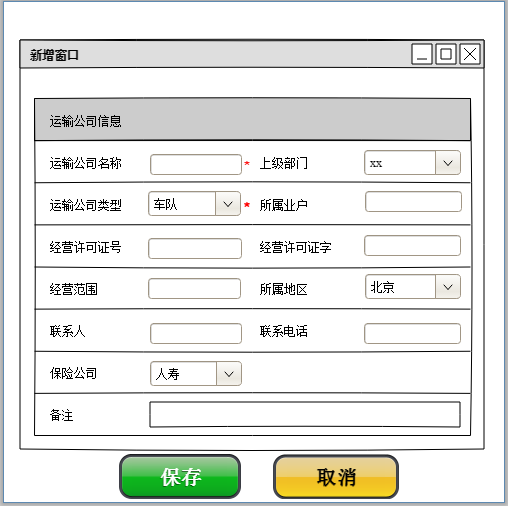 新增窗口
运输公司信息
运输公司名称 * 上级部门 xx
运输公司类型 车队 * 所属业户
经营许可证号 经营许可证字
经营范围 所属地区 北京
联系人 联系电话
保险公司 人寿
备注
保存 取消